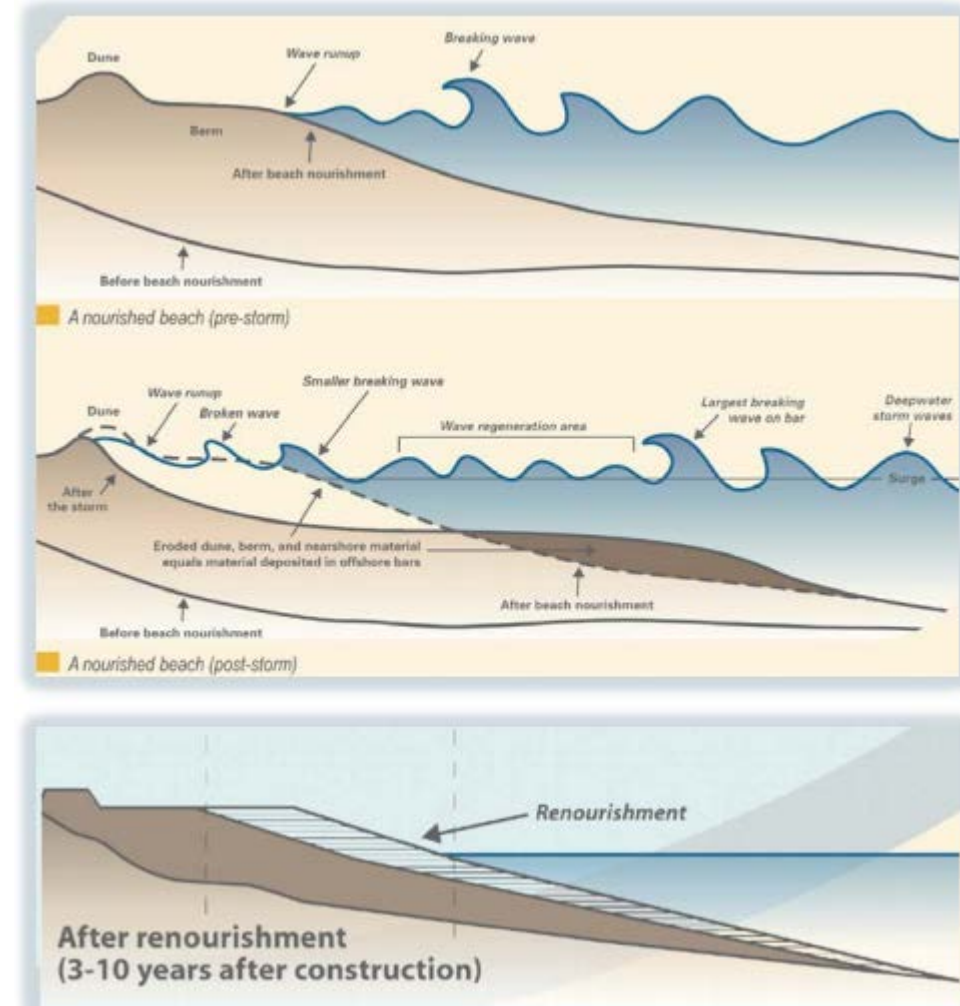 Dune
Wave runup
Breaking wave
Berm
After beach nourishment
Before beach nourishment
A nourished beach (pre-storm)
Dune
Wave runup
Broken wave
Smaller breaking wave
Wave regeneration area
Largest breaking
wave on bar
Deepwater
storm waves
Surge
After
the storm
Eroded dune, berm, and nearshore material
equals material deposited in offshore bars
After beach nourishment
Before beach nourishment
A nourished beach (post-storm)
Renourishment
After renourishment
(3-10 years after construction)